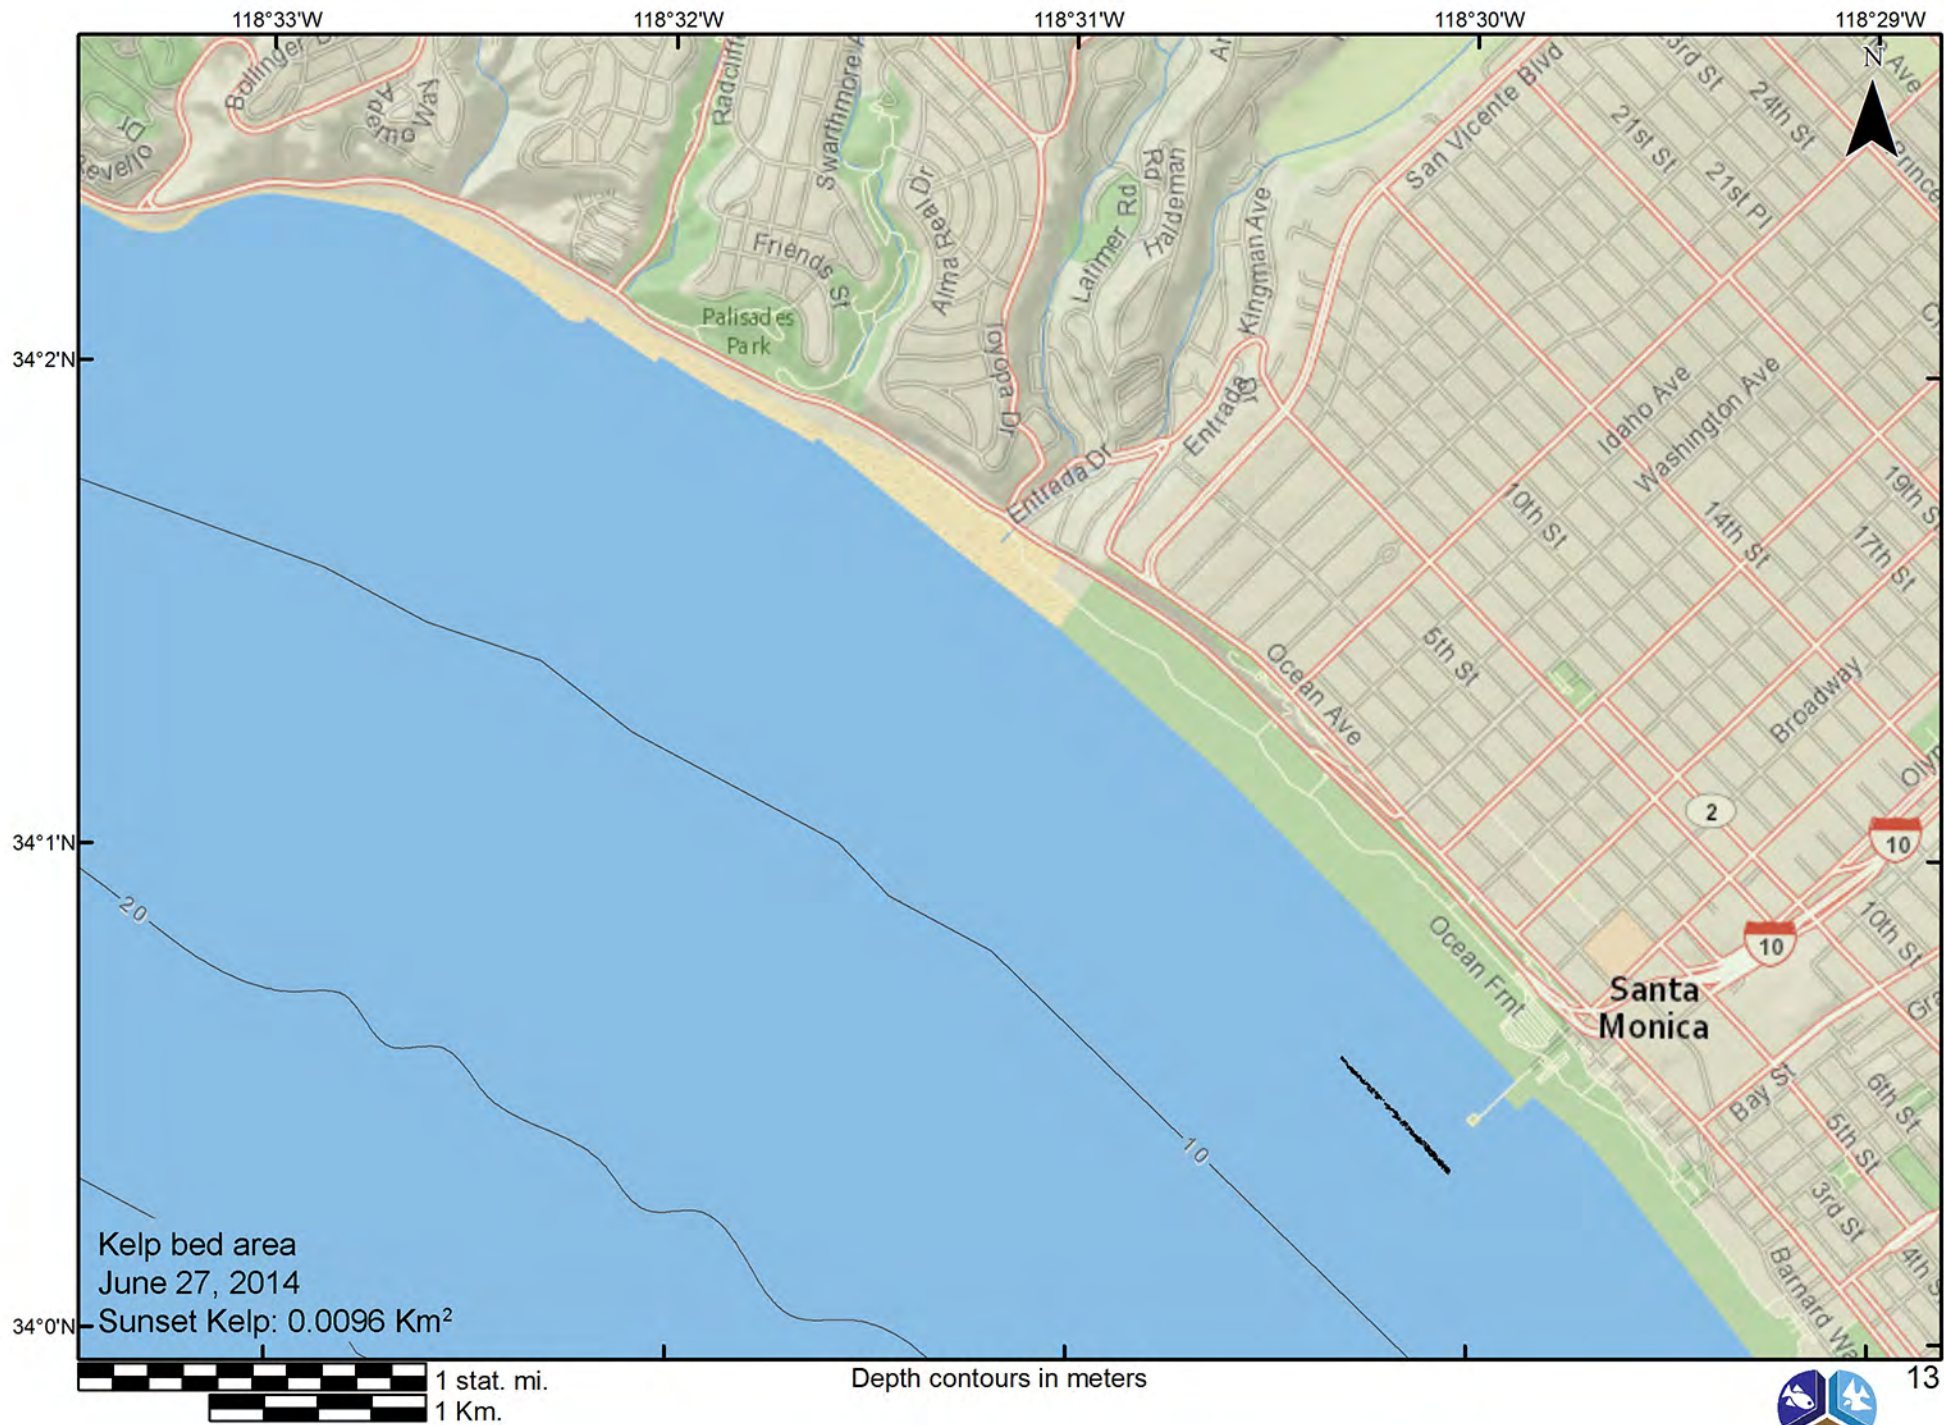 118°33'W
118°32'W
118°31'W
118°30'W
118°29'W
N
Bollinger
Adelmo
Way
Dr
Revello
Radcliffe
Swarthmore
Friends
St
Alma Real Dr
Toyopa Dr
Latimer Rd
Rd
Haldeman
Kingman Ave
San Vicente Blvd
23rd St
24th St
21st St
21st Pl
Ave
Prince
34°2'N
Palisades
Park
Entrada
Dr
Entrada Dr
Idaho Ave
Washington Ave
10th St
14th St
17th St
19th S
5th St
Ocean Ave
Broadway
2
10
34°1'N
20
Ocean Frnt
10
10th St
Santa
Monica
Bay St
6th St
5th St
3rd St
4th S
Barnard Wa
10
34°0'N
Kelp bed area
June 27, 2014
Sunset Kelp: 0.0096 Km²
1 stat. mi.
1 Km.
Depth contours in meters
13